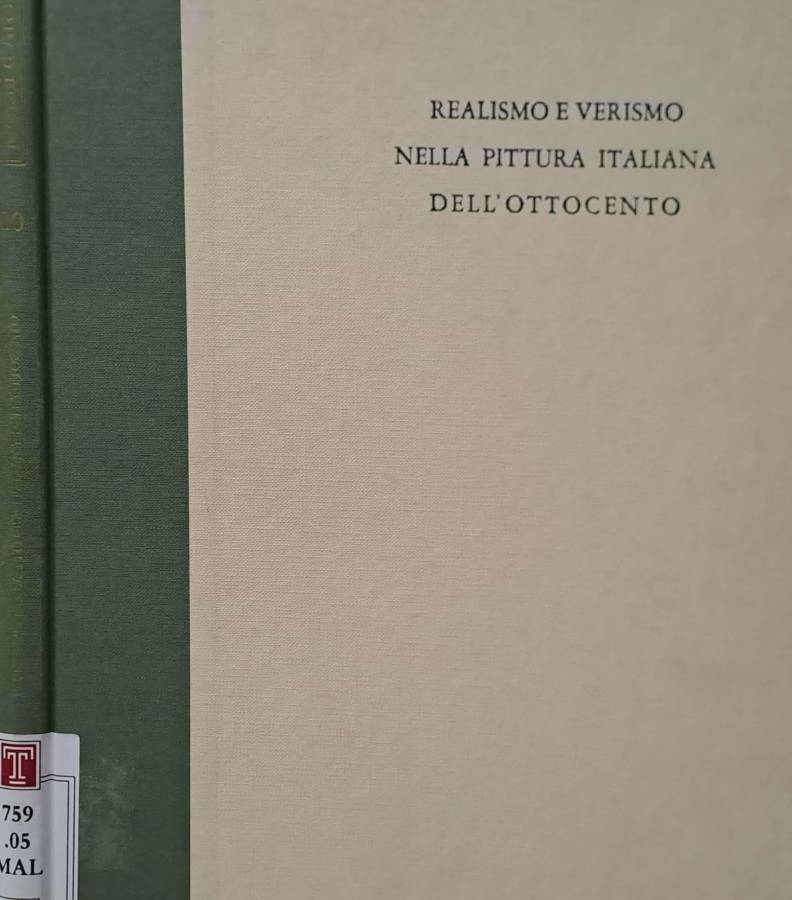 REALISMO E VERISMO
NELLA PITTURA ITALIANA
DELL'OTTOCENTO
T
759
.05
MAL